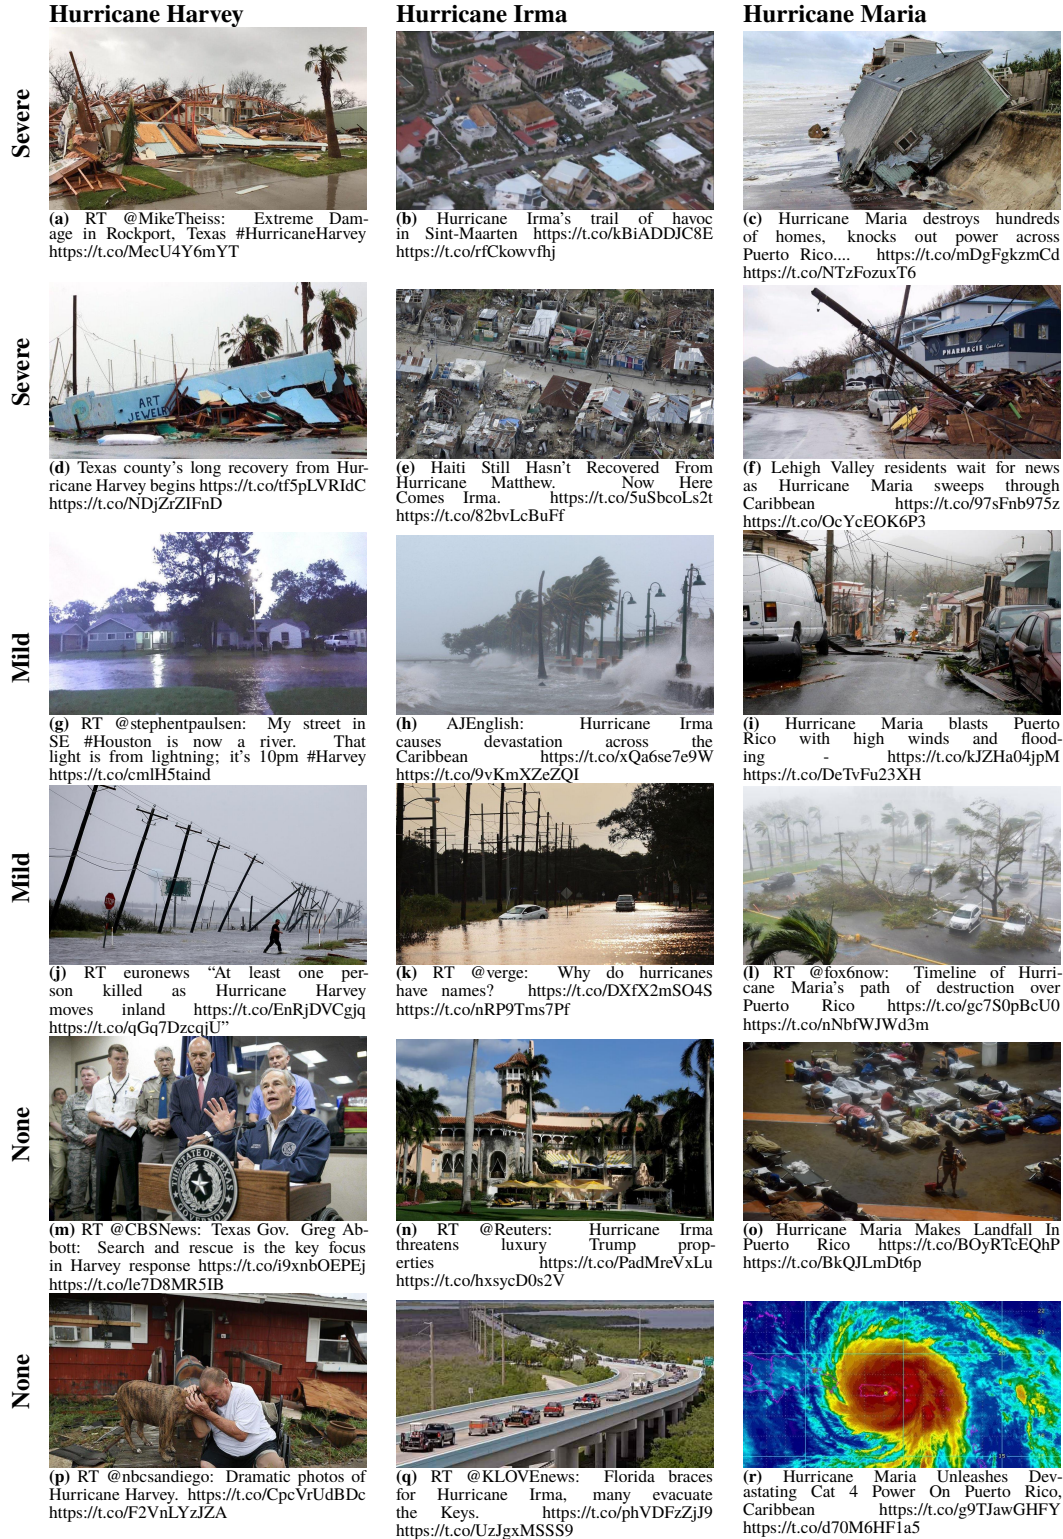 Hurricane Harvey
Hurricane Irma
Hurricane Maria
Severe
(a) RT @MikeTheiss: Extreme Dam-
age in Rockport, Texas #HurricaneHarvey
https://t.co/MecU4Y6mYT
(b) Hurricane Irma's trail of havoc
in Sint-Maarten https://t.co/kBiADDJC8E
https://t.co/rfCkowvfhj
(c) Hurricane Maria destroys hundreds
of homes, knocks out power across
Puerto Rico.... https://t.co/mDgFgkzmCd
https://t.co/NTzFozuxT6
Severe
ART
JEWELRY
PHARMACIE
(d) Texas county's long recovery from Hur-
ricane Harvey begins https://t.co/tf5pLVRIdC
https://t.co/NDjZrZIFnD
(e) Haiti Still Hasn't Recovered From
Hurricane Matthew. Now Here
Comes Irma. https://t.co/5uSbcoLs2t
https://t.co/82bvLcBuFf
(f) Lehigh Valley residents wait for news
as Hurricane Maria sweeps through
Caribbean https://t.co/97sFnb975z
https://t.co/OcYcEOK6P3
Mild
(g) RT @stephentpaulsen: My street in
SE #Houston is now a river. That
light is from lightning; it's 10pm #Harvey
https://t.co/cmlH5taind
(h) AJEnglish: Hurricane Irma
causes devastation across the
Caribbean https://t.co/xQa6se7e9W
https://t.co/9vKmXZeZQI
(i) Hurricane Maria blasts Puerto
Rico with high winds and flood-
ing - https://t.co/kJZHa04jpM
https://t.co/DeTvFu23XH
Mild
STOP
(j) RT euronews “At least one per-
son killed as Hurricane Harvey
moves inland https://t.co/EnRjDVCgjq
https://t.co/qGq7DzcqjU”
(k) RT @verge: Why do hurricanes
have names? https://t.co/DXfX2mSO4S
https://t.co/nRP9Tms7Pf
(l) RT @fox6now: Timeline of Hurri-
cane Maria's path of destruction over
Puerto Rico https://t.co/gc7S0pBcU0
https://t.co/nNbfWJWd3m
None
THE STATE OF TEXAS
GOVERNOR
(m) RT @CBSNews: Texas Gov. Greg Ab-
bott: Search and rescue is the key focus
in Harvey response https://t.co/i9xnbOEPEj
https://t.co/le7D8MR5IB
(n) RT @Reuters: Hurricane Irma
threatens luxury Trump prop-
erties https://t.co/PadMreVxLu
https://t.co/hxsycD0s2V
(o) Hurricane Maria Makes Landfall In
Puerto Rico https://t.co/BOyRTcEQhP
https://t.co/BkQJLmDt6p
None
(p) RT @nbcsandiego: Dramatic photos of
Hurricane Harvey. https://t.co/CpcVrUdBDc
https://t.co/F2VnLYzJZA
(q) RT @KLOVEnews: Florida braces
for Hurricane Irma, many evacuate
the Keys. https://t.co/phVDFzZjJ9
https://t.co/UzJgxMSSS9
(r) Hurricane Maria Unleashes Dev-
astating Cat 4 Power On Puerto Rico,
Caribbean https://t.co/g9TJawGHFY
https://t.co/d70M6HF1a5